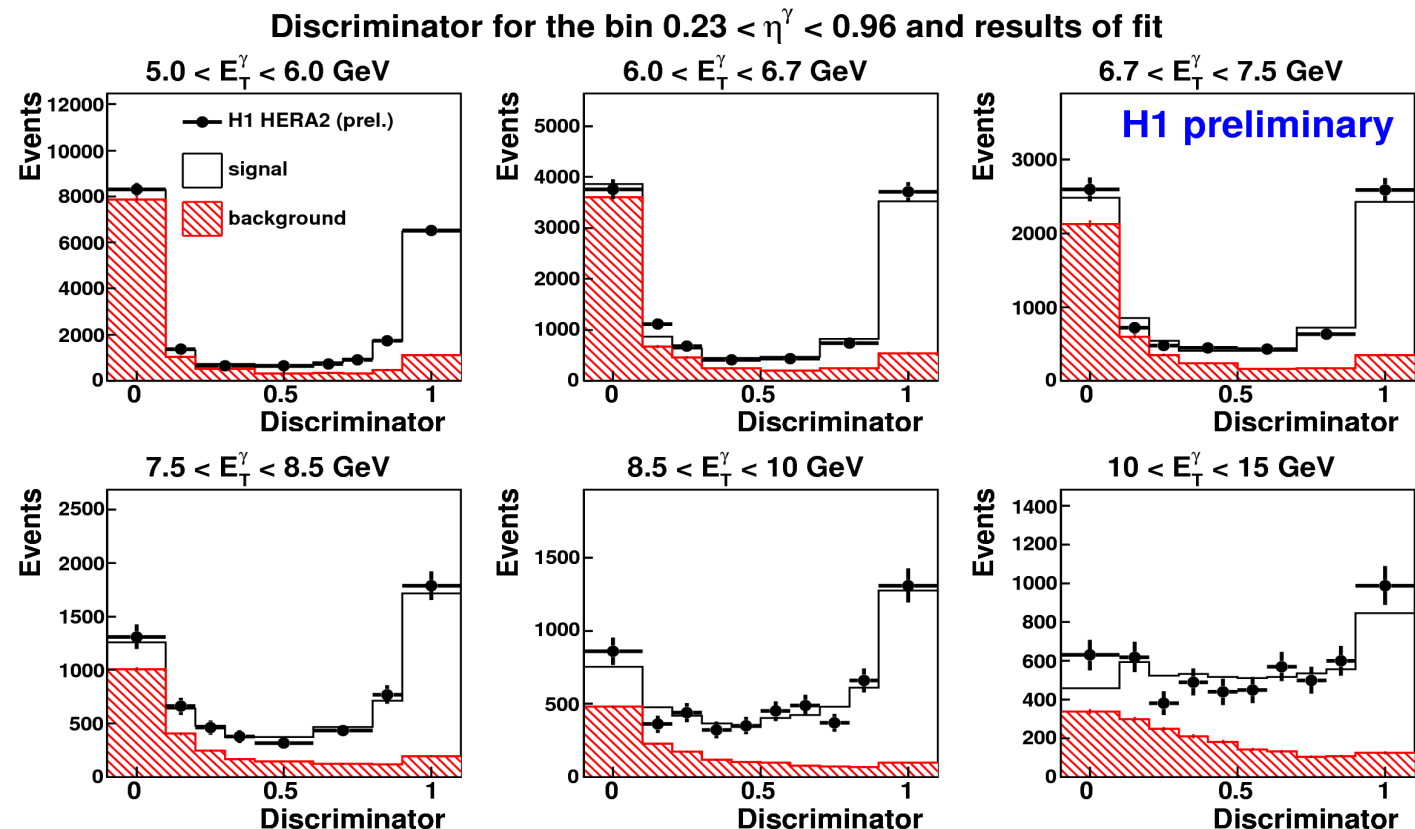 Discriminator for the bin 0.23 < η^γ < 0.96 and results of fit
5.0 < E_T^γ < 6.0 GeV
Events
12000
10000
8000
6000
4000
2000
0
H1 HERA2 (prel.)
signal
background
0 0.5 1
Discriminator
6.0 < E_T^γ < 6.7 GeV
Events
5000
4000
3000
2000
1000
0
0 0.5 1
Discriminator
6.7 < E_T^γ < 7.5 GeV
H1 preliminary
Events
3000
2000
1000
0
0 0.5 1
Discriminator
7.5 < E_T^γ < 8.5 GeV
Events
2500
2000
1500
1000
500
0
0 0.5 1
Discriminator
8.5 < E_T^γ < 10 GeV
Events
1500
1000
500
0
0 0.5 1
Discriminator
10 < E_T^γ < 15 GeV
Events
1400
1200
1000
800
600
400
200
0
0 0.5 1
Discriminator